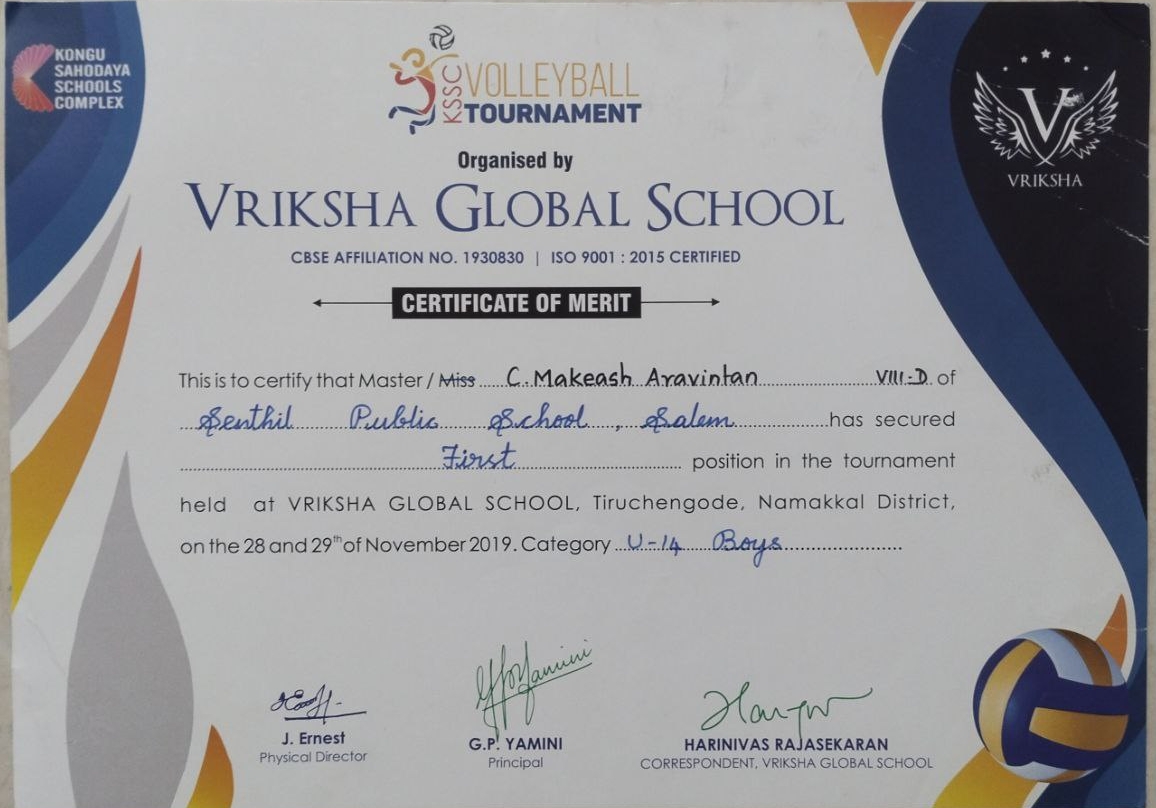 KONGU
SAHODAYA
SCHOOLS
COMPLEX
KSSC VOLLEYBALL
TOURNAMENT
V
VRIKSHA
Organised by
VRIKSHA GLOBAL SCHOOL
CBSE AFFILIATION NO. 1930830 | ISO 9001 : 2015 CERTIFIED
CERTIFICATE OF MERIT
This is to certify that Master / Miss C. Makeash Aravintan VIII-D of
Senthil Public School, Salem has secured
First position in the tournament
held at VRIKSHA GLOBAL SCHOOL, Tiruchengode, Namakkal District,
on the 28 and 29th of November 2019. Category U-14 Boys
J. Ernest
Physical Director
G.P. YAMINI
Principal
HARINIVAS RAJASEKARAN
CORRESPONDENT, VRIKSHA GLOBAL SCHOOL